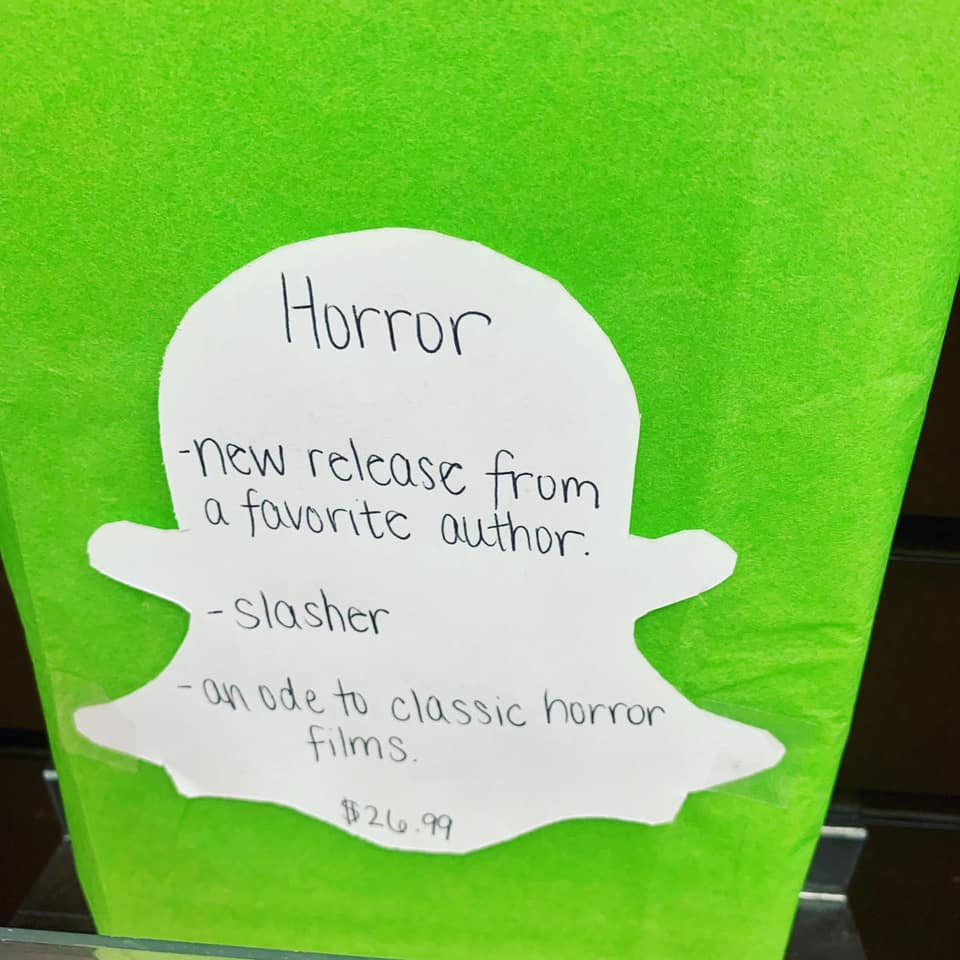 Horror
-new release from
a favorite author.
-slasher
-an ode to classic horror
films.
$26.99